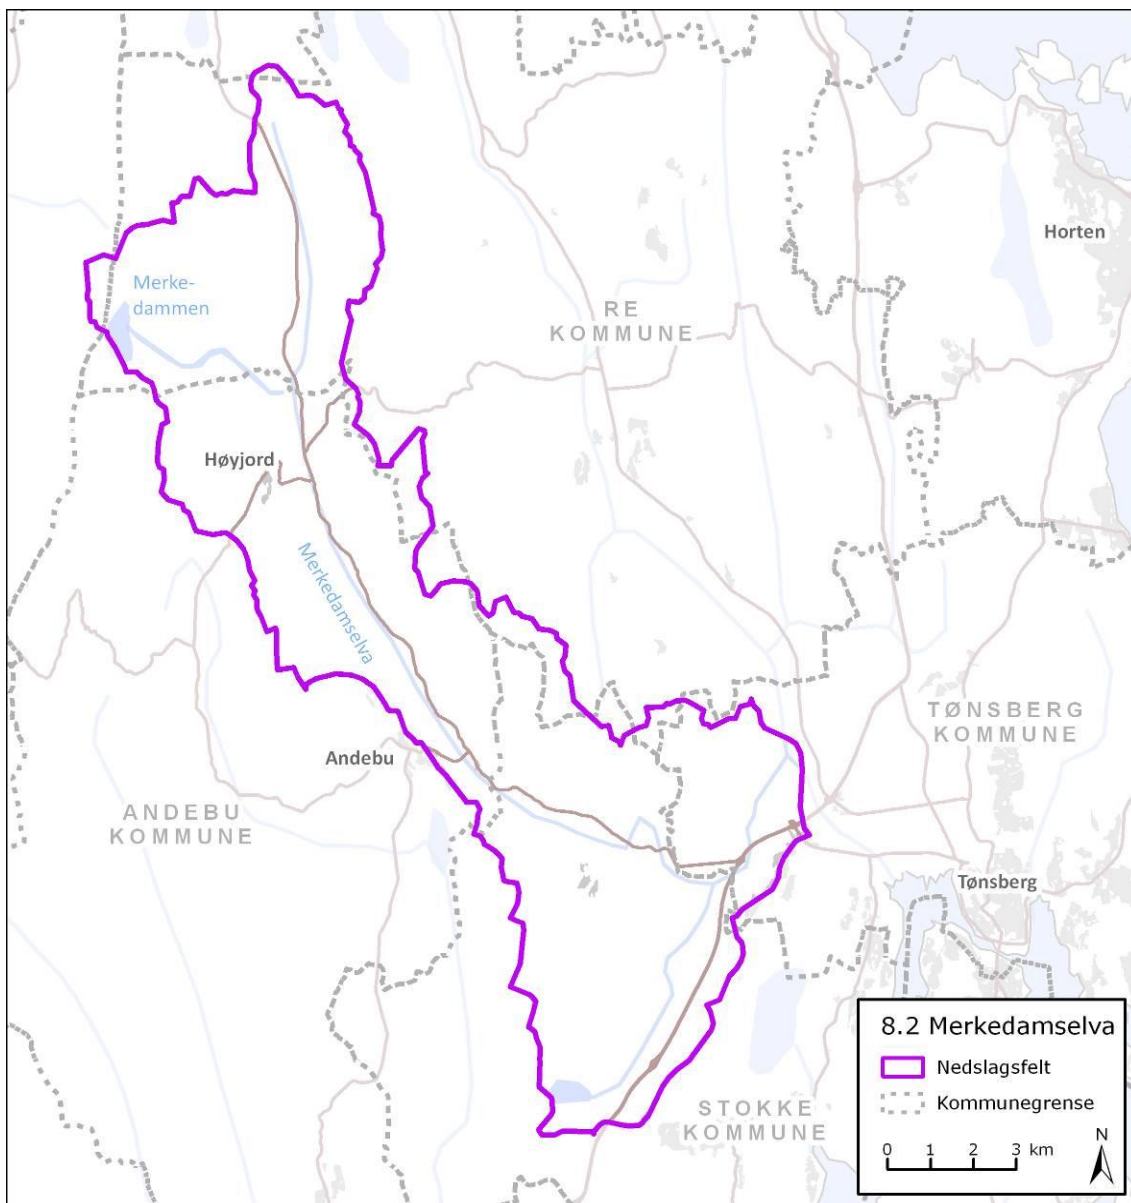 Horten
Merke-
dammen
RE
KOMMUNE
Høyjord
Merkedamselva
TØNSBERG
KOMMUNE
Andebu
ANDEBU
KOMMUNE
Tønsberg
8.2 Merkedamselva
Nedslagsfelt
Kommunegrense
STOKKE
KOMMUNE
N
0 1 2 3 km